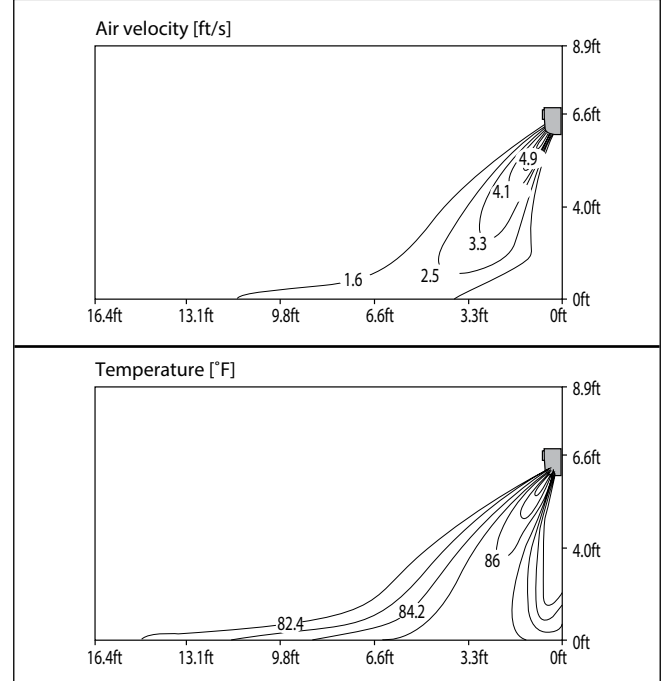 Air velocity [ft/s]
8.9ft
6.6ft
4.9
4.1
4.0ft
3.3
2.5
1.6
0ft
16.4ft 13.1ft 9.8ft 6.6ft 3.3ft 0ft
Temperature [˚F]
8.9ft
6.6ft
4.0ft
86
84.2
82.4
0ft
16.4ft 13.1ft 9.8ft 6.6ft 3.3ft 0ft